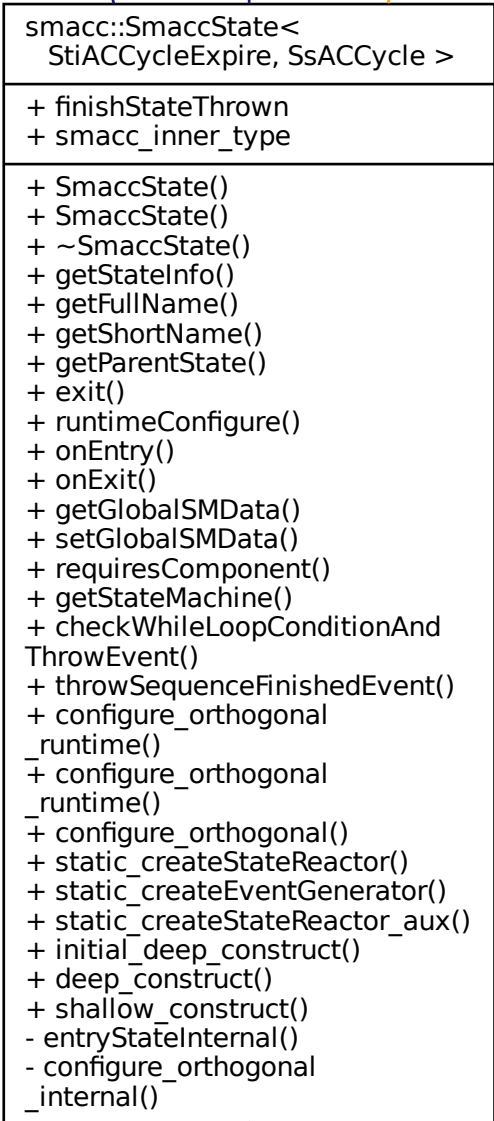 smacc::SmaccState<
StiACCycleExpire, SsACCycle >
+ finishStateThrown
+ smacc_inner_type
+ SmaccState()
+ SmaccState()
+ ~SmaccState()
+ getStateInfo()
+ getFullName()
+ getShortName()
+ getParentState()
+ exit()
+ runtimeConfigure()
+ onEntry()
+ onExit()
+ getGlobalSMData()
+ setGlobalSMData()
+ requiresComponent()
+ getStateMachine()
+ checkWhileLoopConditionAnd
ThrowEvent()
+ throwSequenceFinishedEvent()
+ configure_orthogonal
_runtime()
+ configure_orthogonal
_runtime()
+ configure_orthogonal()
+ static_createStateReactor()
+ static_createEventGenerator()
+ static_createStateReactor_aux()
+ initial_deep_construct()
+ deep_construct()
+ shallow_construct()
- entryStateInternal()
- configure_orthogonal
_internal()